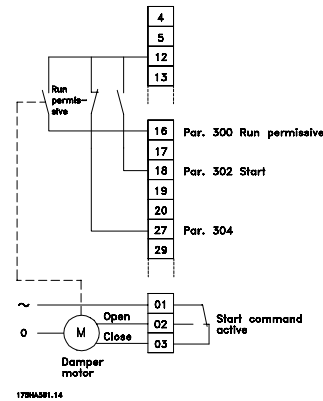 4
5
12
13
Run
permis-
sive
16 Par. 300 Run permissive
17
18 Par. 302 Start
19
20
27 Par. 304
29
~ 01
Open 02 Start command
active
0 M
Close 03
Damper
motor
175HA591.14